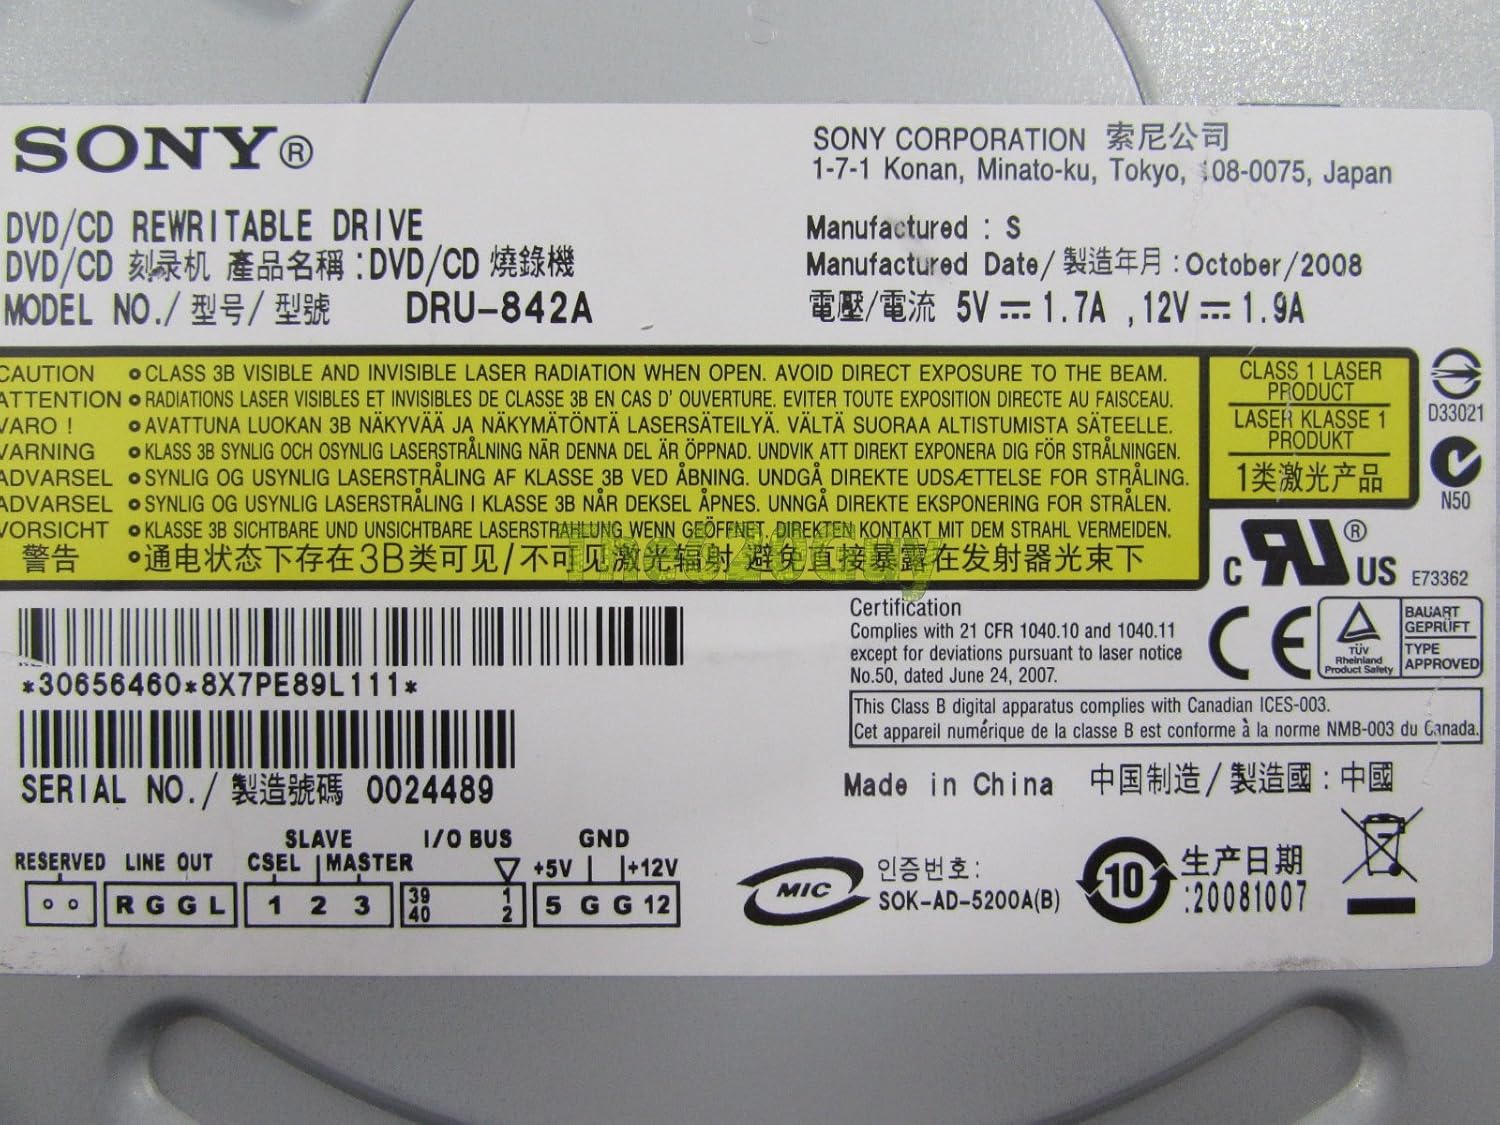 SONY®
SONY CORPORATION 索尼公司
1-7-1 Konan, Minato-ku, Tokyo, 108-0075, Japan
DVD/CD REWRITABLE DRIVE
DVD/CD 刻录机 產品名稱:DVD/CD 燒錄機
MODEL NO./ 型号/ 型號 DRU-842A
Manufactured : S
Manufactured Date/ 製造年月 :October/2008
電壓/電流 5V ⎓ 1.7A ,12V ⎓ 1.9A
CAUTION CLASS 3B VISIBLE AND INVISIBLE LASER RADIATION WHEN OPEN. AVOID DIRECT EXPOSURE TO THE BEAM.
ATTENTION RADIATIONS LASER VISIBLES ET INVISIBLES DE CLASSE 3B EN CAS D' OUVERTURE. EVITER TOUTE EXPOSITION DIRECTE AU FAISCEAU.
VARO ! AVATTUNA LUOKAN 3B NÄKYVÄÄ JA NÄKYMÄTÖNTÄ LASERSÄTEILYÄ. VÄLTÄ SUORAA ALTISTUMISTA SÄTEELLE.
VARNING KLASS 3B SYNLIG OCH OSYNLIG LASERSTRÅLNING NÄR DENNA DEL ÄR ÖPPNAD. UNDVIK ATT DIREKT EXPONERA DIG FÖR STRÅLNINGEN.
ADVARSEL SYNLIG OG USYNLIG LASERSTRÅLING AF KLASSE 3B VED ÅBNING. UNDGÅ DIREKTE UDSÆTTELSE FOR STRÅLING.
ADVARSEL SYNLIG OG USYNLIG LASERSTRÅLING I KLASSE 3B NÅR DEKSEL ÅPNES. UNNGÅ DIREKTE EKSPONERING FOR STRÅLEN.
VORSICHT KLASSE 3B SICHTBARE UND UNSICHTBARE LASERSTRAHLUNG, WENN GEÖFFNET. DIREKTEN KONTAKT MIT DEM STRAHL VERMEIDEN.
警告 通电状态下存在3B类可见/不可见激光辐射 避免直接暴露在发射器光束下
The620Guy
CLASS 1 LASER
PRODUCT
LASER KLASSE 1
PRODUKT
1类激光产品
D33021
N50
C RU ® US E73362
*30656460*8X7PE89L111*
SERIAL NO./ 製造號碼 0024489
Certification
Complies with 21 CFR 1040.10 and 1040.11
except for deviations pursuant to laser notice
No.50, dated June 24, 2007.
CE
TÜV
Rheinland
Product Safety
BAUART
GEPRÜFT
TYPE
APPROVED
This Class B digital apparatus complies with Canadian ICES-003.
Cet appareil numérique de la classe B est conforme à la norme NMB-003 du Canada.
Made in China 中国制造/製造國:中國
SLAVE I/O BUS GND
RESERVED LINE OUT CSEL MASTER +5V +12V
R G G L 1 2 3 39 1 5 G G 12
40 2
MIC
인증번호:
SOK-AD-5200A(B)
10
生产日期
:20081007